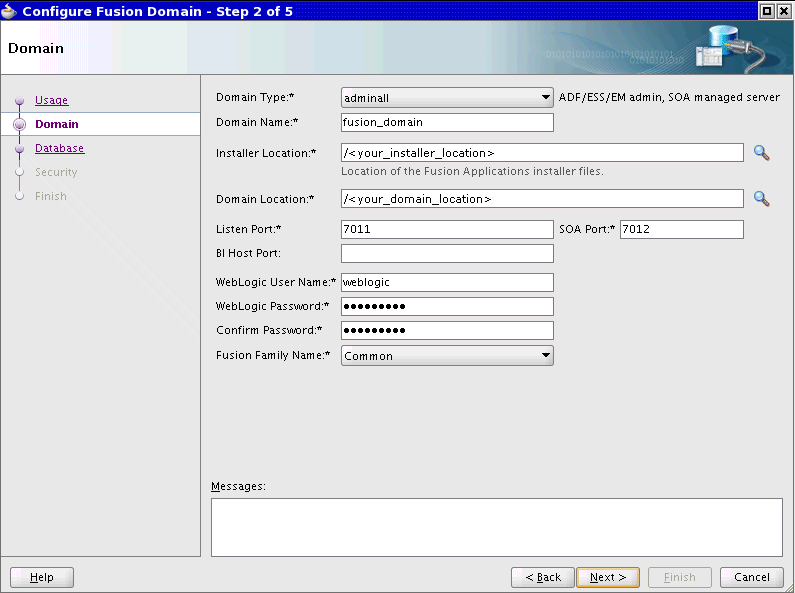 Configure Fusion Domain - Step 2 of 5
Domain
Usage
Domain
Database
Security
Finish
Domain Type:* adminall ADF/ESS/EM admin, SOA managed server
Domain Name:* fusion_domain
Installer Location:* /<your_installer_location>
Location of the Fusion Applications installer files.
Domain Location:* /<your_domain_location>
Listen Port:* 7011 SOA Port:* 7012
BI Host Port:
WebLogic User Name:* weblogic
WebLogic Password:* ●●●●●●●●●
Confirm Password:* ●●●●●●●●●
Fusion Family Name:* Common
Messages:
Help < Back Next > Finish Cancel